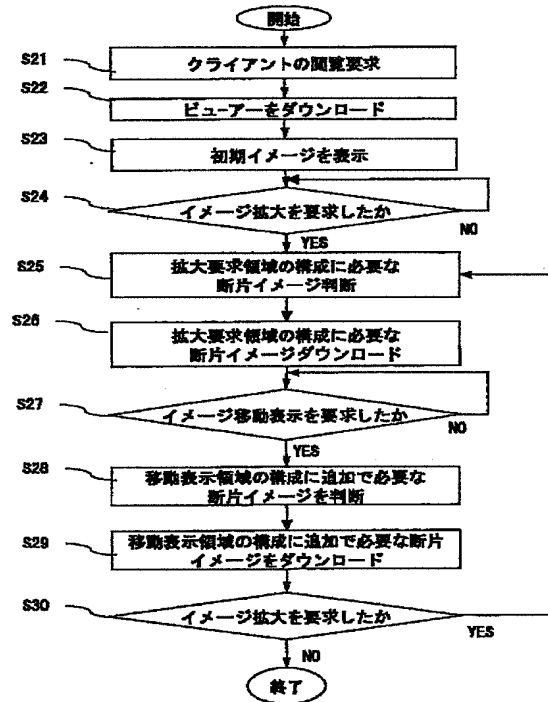 開始
S21
クライアントの閲覧要求
S22
ビューアーをダウンロード
S23
初期イメージを表示
S24
イメージ拡大を要求したか
NO
YES
S25
拡大要求領域の構成に必要な
断片イメージ判断
S26
拡大要求領域の構成に必要な
断片イメージダウンロード
S27
イメージ移動表示を要求したか
NO
YES
S28
移動表示領域の構成に追加で必要な
断片イメージを判断
S29
移動表示領域の構成に追加で必要な断片
イメージをダウンロード
S30
イメージ拡大を要求したか
YES
NO
終了